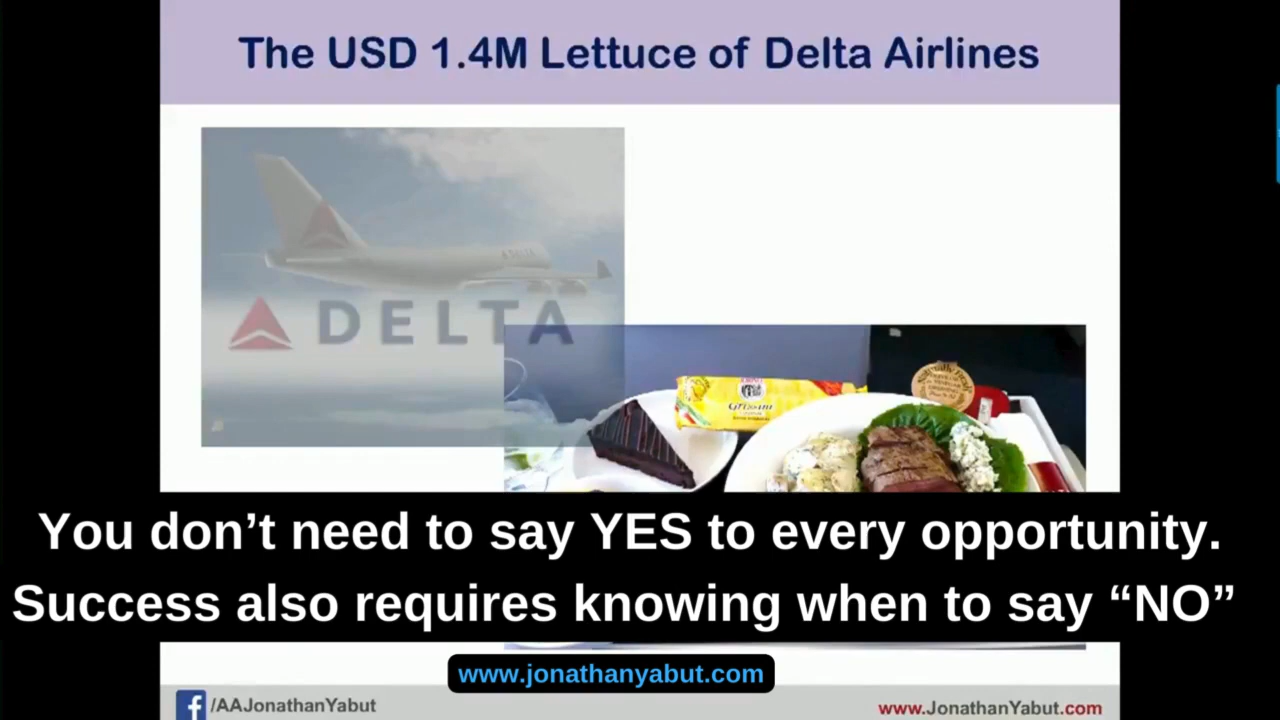 The USD 1.4M Lettuce of Delta Airlines
DELTA
DELTA
Grissini
You don’t need to say YES to every opportunity.
Success also requires knowing when to say “NO”
www.jonathanyabut.com
/AAJonathanYabut
www.JonathanYabut.com